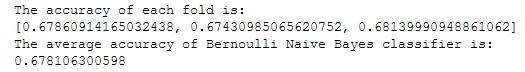 The accuracy of each fold is:
[0.67860914165032438, 0.67430985065620752, 0.68139990948861062]
The average accuracy of Bernoulli Naive Bayes classifier is:
0.678106300598